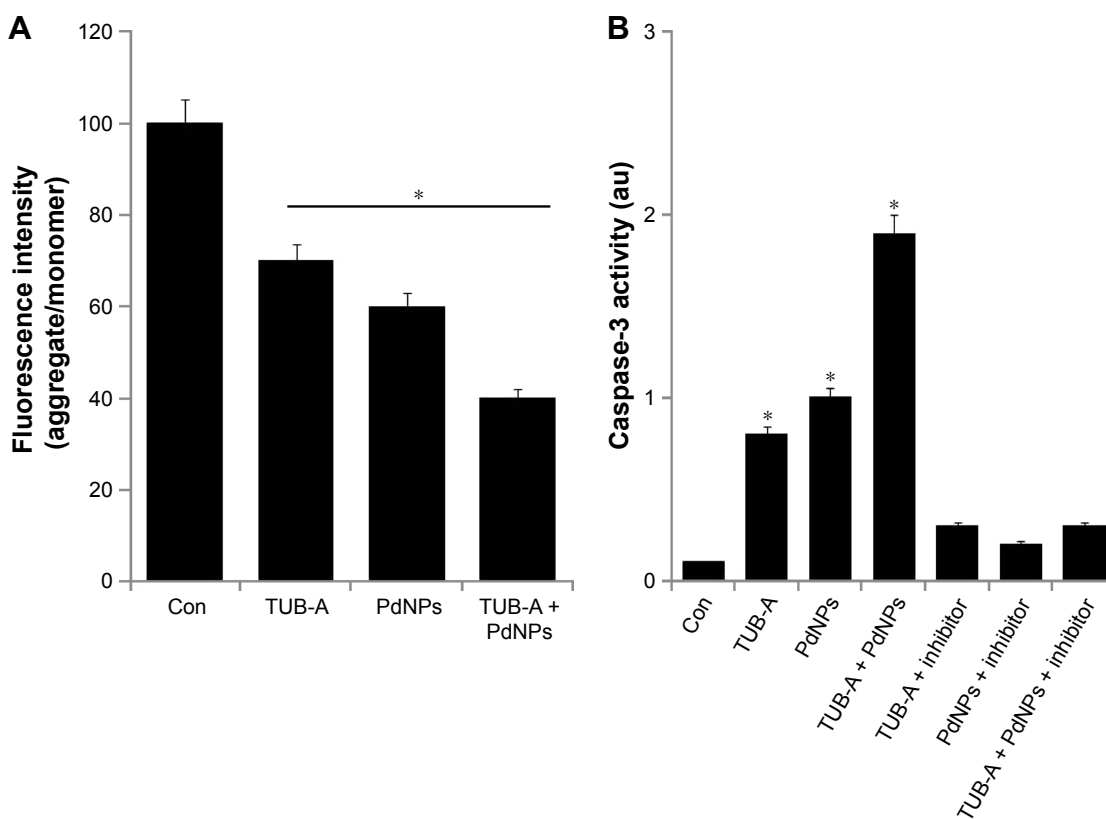 A
Fluorescence intensity
(aggregate/monomer)
120
100
80
60
40
20
0
*
Con
TUB-A
PdNPs
TUB-A +
PdNPs
B
Caspase-3 activity (au)
3
2
1
0
*
*
*
Con
TUB-A
PdNPs
TUB-A + PdNPs
TUB-A + inhibitor
PdNPs + inhibitor
TUB-A + PdNPs + inhibitor